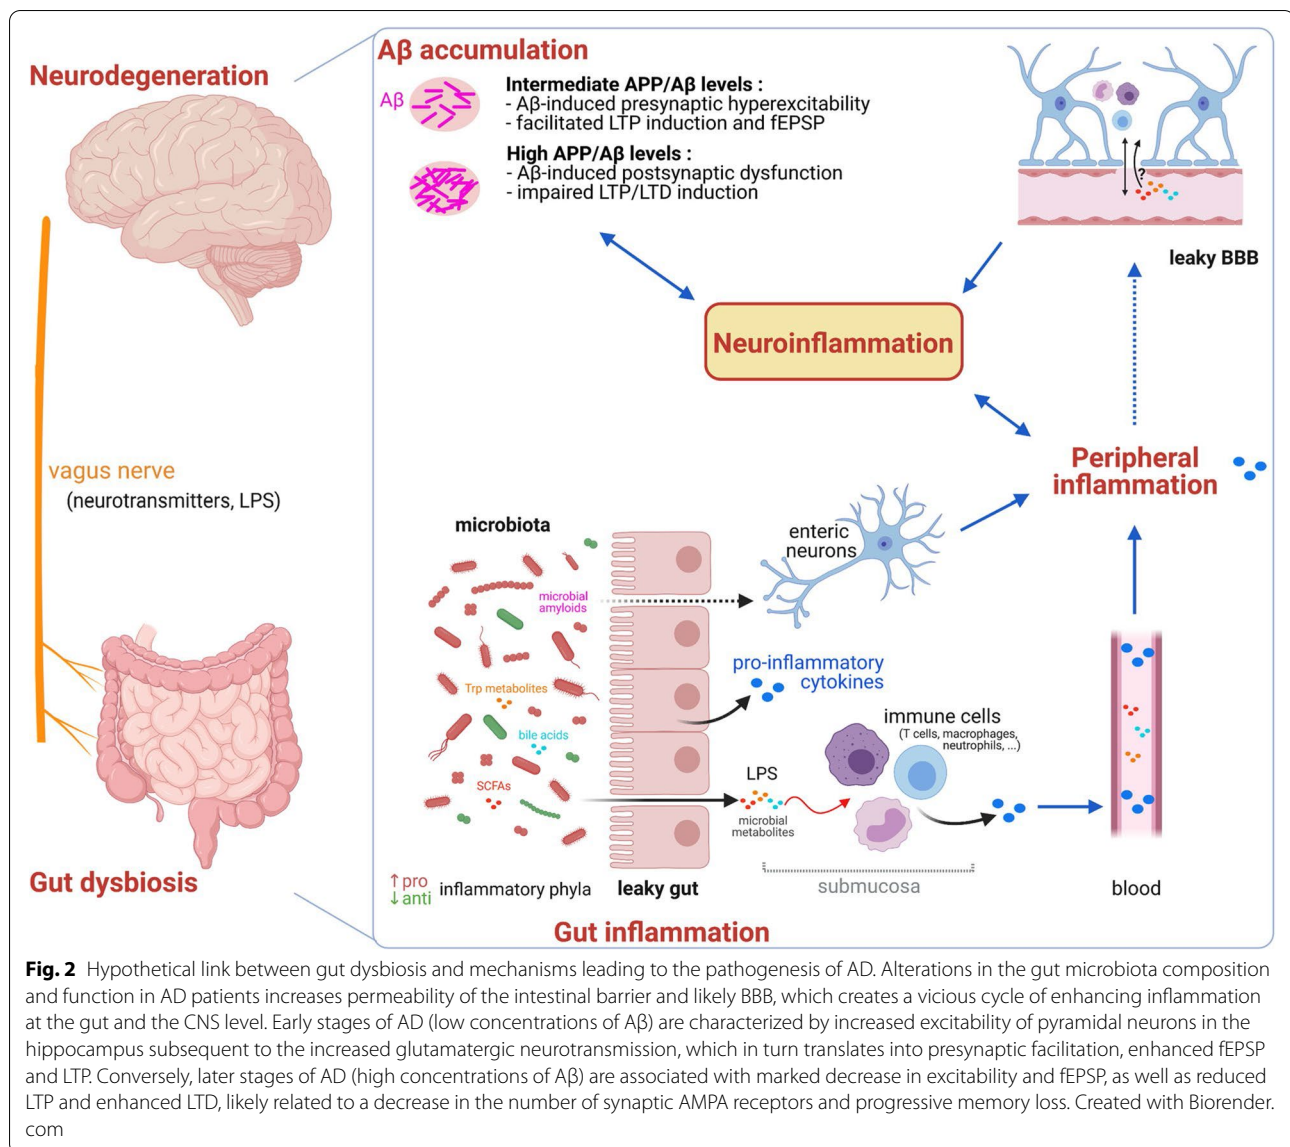 Neurodegeneration
Aβ accumulation
Aβ
Intermediate APP/Aβ levels :
- Aβ-induced presynaptic hyperexcitability
- facilitated LTP induction and fEPSP
High APP/Aβ levels :
- Aβ-induced postsynaptic dysfunction
- impaired LTP/LTD induction
?
leaky BBB
Neuroinflammation
vagus nerve
(neurotransmitters, LPS)
Peripheral
inflammation
microbiota
enteric
neurons
microbial
amyloids
pro-inflammatory
cytokines
Trp metabolites
bile acids
SCFAs
immune cells
(T cells, macrophages,
neutrophils, ...)
LPS
microbial
metabolites
Gut dysbiosis
↑pro
↓anti
inflammatory phyla
leaky gut
submucosa
blood
Gut inflammation
Fig. 2 Hypothetical link between gut dysbiosis and mechanisms leading to the pathogenesis of AD. Alterations in the gut microbiota composition
and function in AD patients increases permeability of the intestinal barrier and likely BBB, which creates a vicious cycle of enhancing inflammation
at the gut and the CNS level. Early stages of AD (low concentrations of Aβ) are characterized by increased excitability of pyramidal neurons in the
hippocampus subsequent to the increased glutamatergic neurotransmission, which in turn translates into presynaptic facilitation, enhanced fEPSP
and LTP. Conversely, later stages of AD (high concentrations of Aβ) are associated with marked decrease in excitability and fEPSP, as well as reduced
LTP and enhanced LTD, likely related to a decrease in the number of synaptic AMPA receptors and progressive memory loss. Created with Biorender.
com